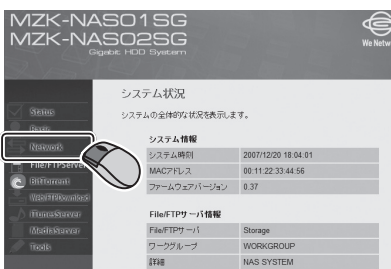 MZK-NAS01SG
MZK-NAS02SG
Gigabit HDD System
We Netw
システム状況
システムの全体的な状況を表示します。
Status
Basic
Network
File/FTPServer
BitTorrent
Web/FTPDownload
iTunesServer
MediaServer
Tools
システム情報
システム時刻 2007/12/20 18:04:01
MACアドレス 00:11:22:33:44:56
ファームウェアバージョン 0.37
File/FTPサーバ情報
File/FTPサーバ Storage
ワークグループ WORKGROUP
詳細 NAS SYSTEM